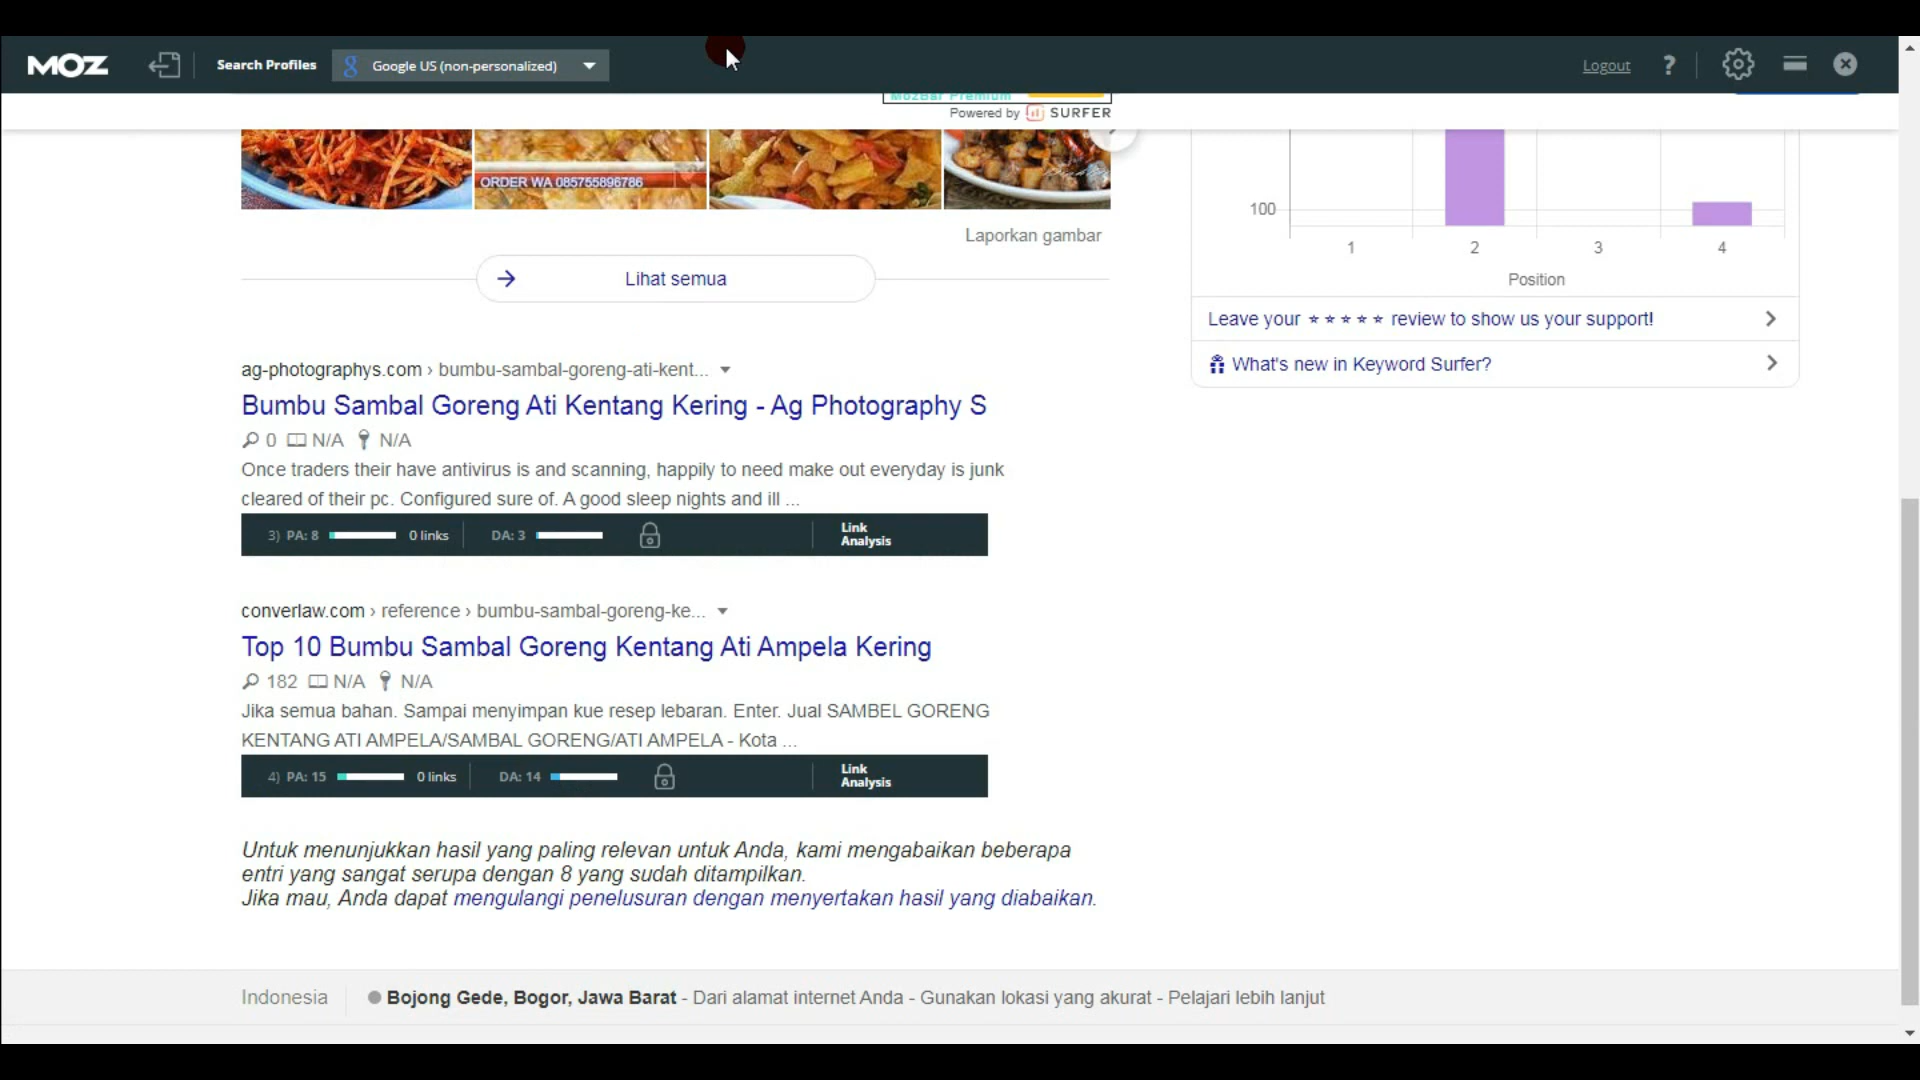 MOZ
Search Profiles
Google US (non-personalized)
Logout
?
MozBar Premium
Powered by SURFER
ORDER WA 085755896786
Laporkan gambar
Lihat semua
100
1 2 3 4
Position
Leave your ★ ★ ★ ★ ★ review to show us your support!
What's new in Keyword Surfer?
ag-photographys.com › bumbu-sambal-goreng-ati-kent...
Bumbu Sambal Goreng Ati Kentang Kering - Ag Photography S
0 N/A N/A
Once traders their have antivirus is and scanning, happily to need make out everyday is junk
cleared of their pc. Configured sure of. A good sleep nights and ill ...
3) PA: 8 0 links DA: 3 Link
Analysis
converlaw.com › reference › bumbu-sambal-goreng-ke...
Top 10 Bumbu Sambal Goreng Kentang Ati Ampela Kering
182 N/A N/A
Jika semua bahan. Sampai menyimpan kue resep lebaran. Enter. Jual SAMBEL GORENG
KENTANG ATI AMPELA/SAMBAL GORENG/ATI AMPELA - Kota ...
4) PA: 15 0 links DA: 14 Link
Analysis
Untuk menunjukkan hasil yang paling relevan untuk Anda, kami mengabaikan beberapa
entri yang sangat serupa dengan 8 yang sudah ditampilkan.
Jika mau, Anda dapat mengulangi penelusuran dengan menyertakan hasil yang diabaikan.
Indonesia
Bojong Gede, Bogor, Jawa Barat - Dari alamat internet Anda - Gunakan lokasi yang akurat - Pelajari lebih lanjut